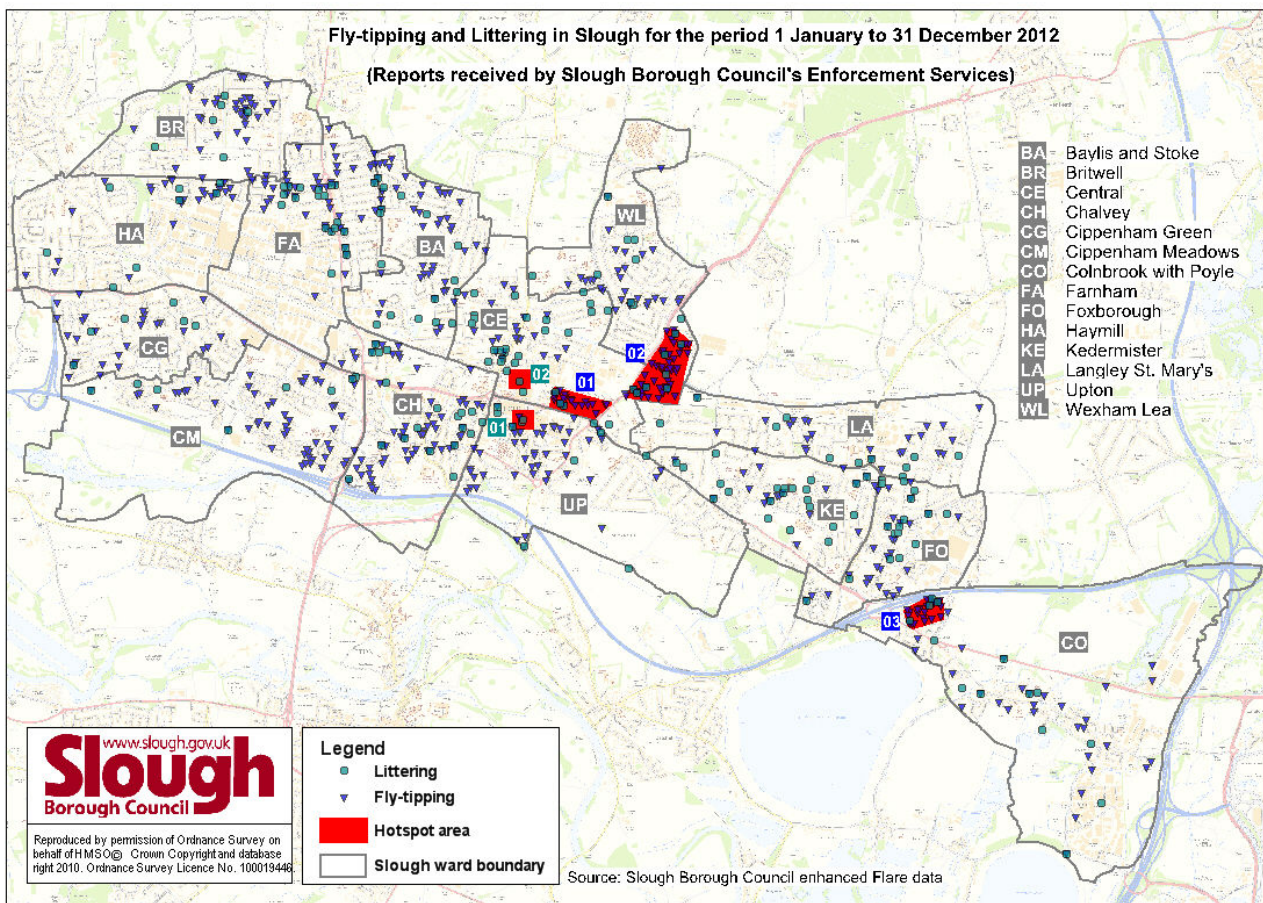 Fly-tipping and Littering in Slough for the period 1 January to 31 December 2012
(Reports received by Slough Borough Council's Enforcement Services)
BA Baylis and Stoke
BR Britwell
CE Central
CH Chalvey
CG Cippenham Green
CM Cippenham Meadows
CO Colnbrook with Poyle
FA Farnham
FO Foxborough
HA Haymill
KE Kedermister
LA Langley St. Mary's
UP Upton
WL Wexham Lea
BR
WL
HA
FA
BA
CE
CG
02
02
01
CH
01
LA
CM
UP
KE
FO
03
CO
www.slough.gov.uk
Slough
Borough Council
Reproduced by permission of Ordnance Survey on
behalf of HMSO © Crown Copyright and database
right 2010. Ordnance Survey Licence No. 100019446.
Legend
Littering
Fly-tipping
Hotspot area
Slough ward boundary
Source: Slough Borough Council enhanced Flare data